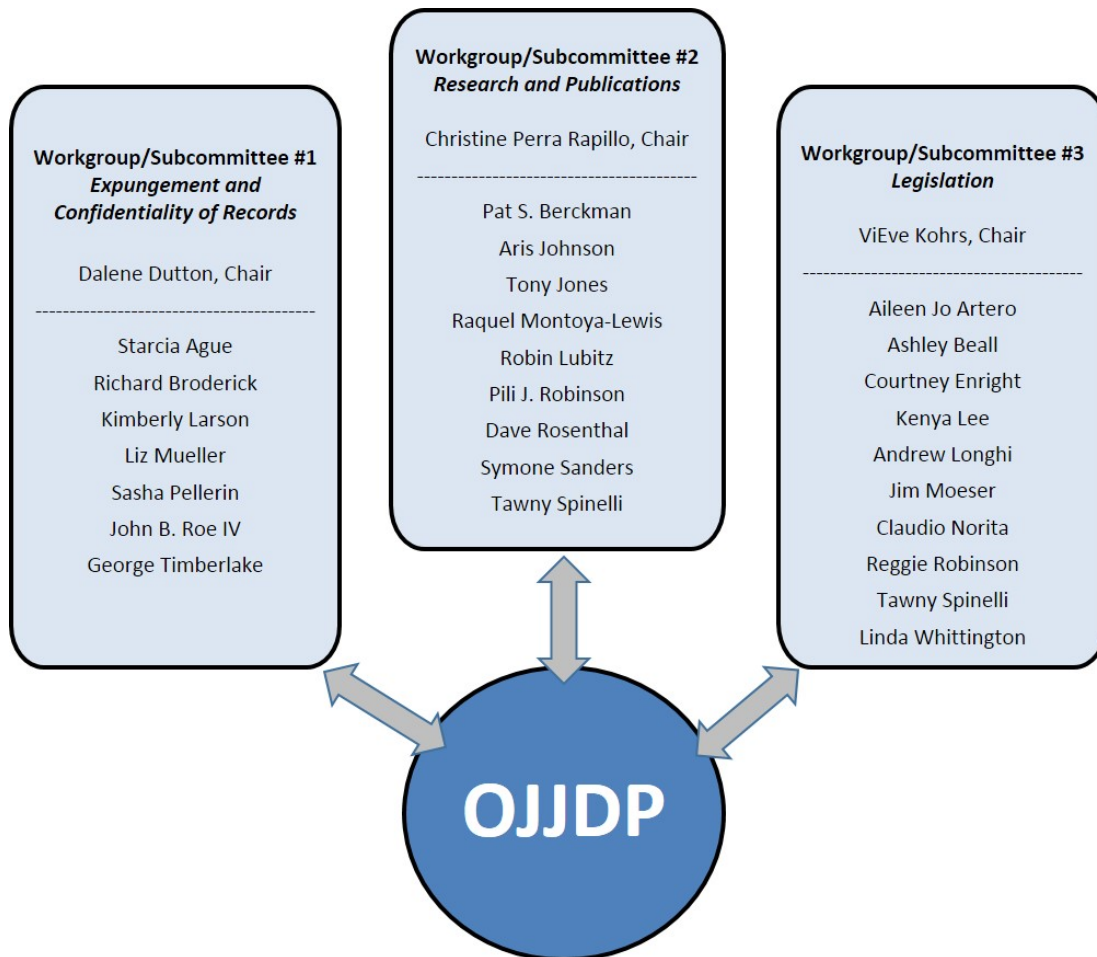 Workgroup/Subcommittee #1
Expungement and
Confidentiality of Records
Dalene Dutton, Chair
-----------------------------------------
Starcia Ague
Richard Broderick
Kimberly Larson
Liz Mueller
Sasha Pellerin
John B. Roe IV
George Timberlake
Workgroup/Subcommittee #2
Research and Publications
Christine Perra Rapillo, Chair
-----------------------------------------
Pat S. Berckman
Aris Johnson
Tony Jones
Raquel Montoya-Lewis
Robin Lubitz
Pili J. Robinson
Dave Rosenthal
Symone Sanders
Tawny Spinelli
Workgroup/Subcommittee #3
Legislation
ViEve Kohrs, Chair
-----------------------------------------
Aileen Jo Artero
Ashley Beall
Courtney Enright
Kenya Lee
Andrew Longhi
Jim Moeser
Claudio Norita
Reggie Robinson
Tawny Spinelli
Linda Whittington
OJJDP